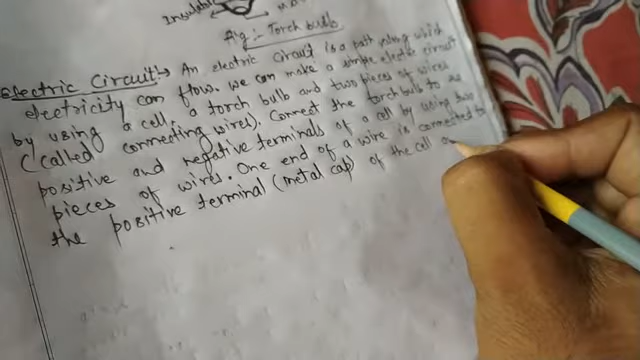 Insulator
Fig:- Torch bulb.
Electric Circuit:→ An electric circuit is a path using which
electricity can flow. We can make a simple electric circuit
by using a cell, a torch bulb and two pieces of wires
(called connecting wires). Connect the torch bulb to the
positive and negative terminals of a cell by using two
pieces of wires. One end of a wire is connected to
the positive terminal (metal cap) of the cell an